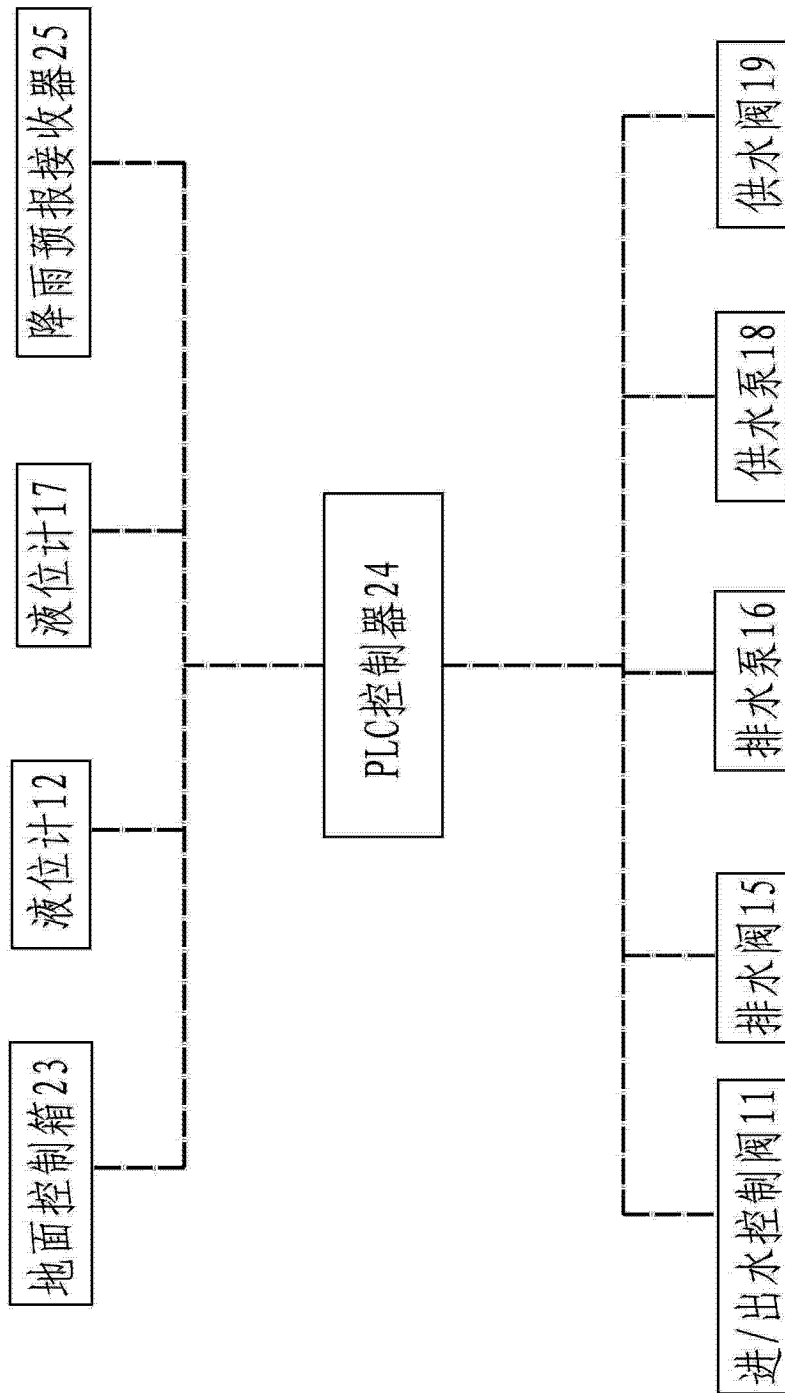 地面控制箱23
液位计12
液位计17
降雨预报接收器25
PLC控制器24
进/出水控制阀11
排水阀15
排水泵16
供水泵18
供水阀19